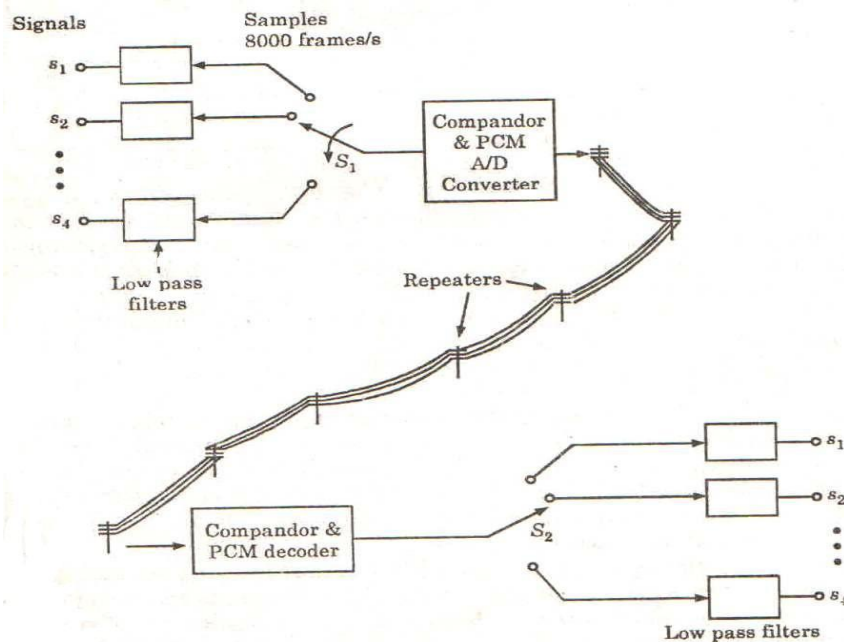 Signals
Samples
8000 frames/s
s1
s2
s4
S1
Compandor
& PCM
A/D
Converter
Low pass
filters
Repeaters
Compandor &
PCM decoder
S2
s1
s2
s4
Low pass filters